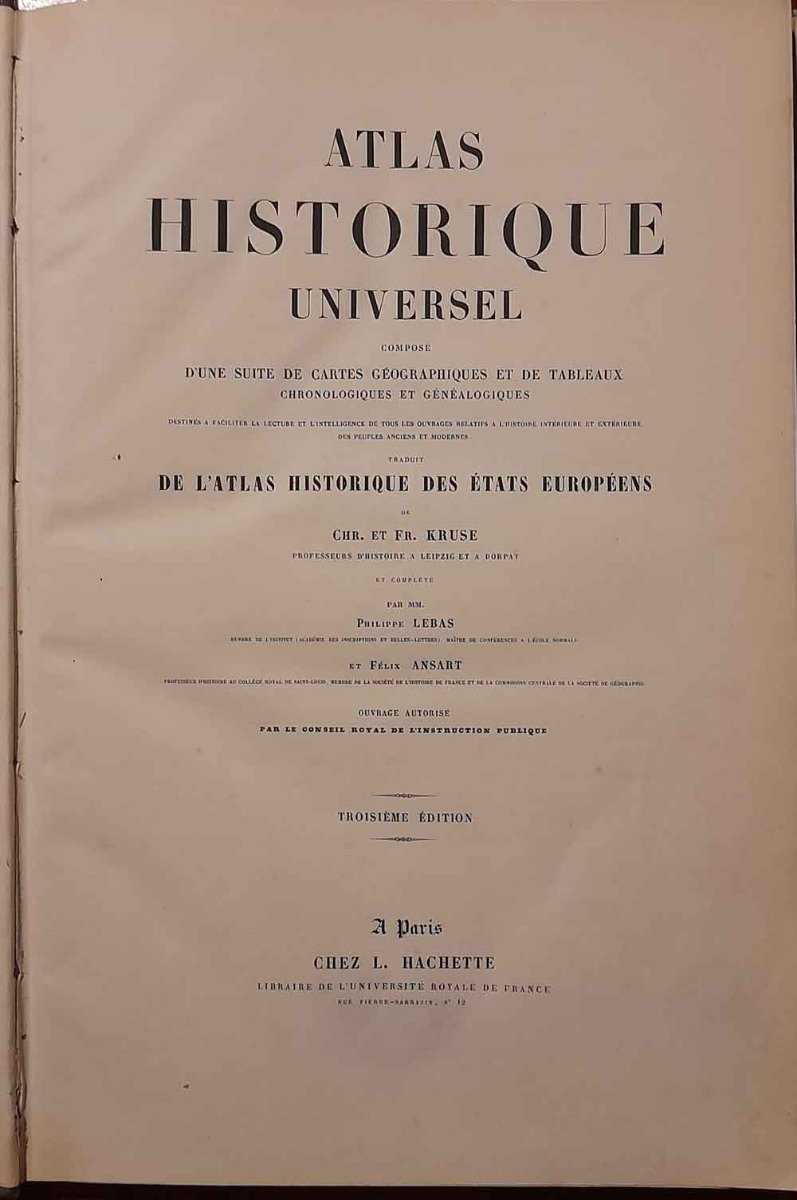 ATLAS
HISTORIQUE
UNIVERSEL
COMPOSÉ
D'UNE SUITE DE CARTES GÉOGRAPHIQUES ET DE TABLEAUX
CHRONOLOGIQUES ET GÉNÉALOGIQUES
DESTINÉS A FACILITER LA LECTURE ET L'INTELLIGENCE DE TOUS LES OUVRAGES RELATIFS A L'HISTOIRE INTÉRIEURE ET EXTÉRIEURE
DES PEUPLES ANCIENS ET MODERNES
TRADUIT
DE L'ATLAS HISTORIQUE DES ÉTATS EUROPÉENS
DE
CHR. ET FR. KRUSE
PROFESSEURS D'HISTOIRE A LEIPZIG ET A DORPAT
ET COMPLÉTÉ
PAR MM.
PHILIPPE LEBAS
MEMBRE DE L'INSTITUT (ACADÉMIE DES INSCRIPTIONS ET BELLES-LETTRES) MAÎTRE DE CONFÉRENCES A L'ÉCOLE NORMALE
ET FÉLIX ANSART
PROFESSEUR D'HISTOIRE AU COLLÉGE ROYAL DE SAINT-LOUIS, MEMBRE DE LA SOCIÉTÉ DE L'HISTOIRE DE FRANCE ET DE LA COMMISSION CENTRALE DE LA SOCIÉTÉ DE GÉOGRAPHIE
OUVRAGE AUTORISÉ
PAR LE CONSEIL ROYAL DE L'INSTRUCTION PUBLIQUE
TROISIÈME ÉDITION
A Paris
CHEZ L. HACHETTE
LIBRAIRE DE L'UNIVERSITÉ ROYALE DE FRANCE
RUE PIERRE-SARRAZIN, N° 12